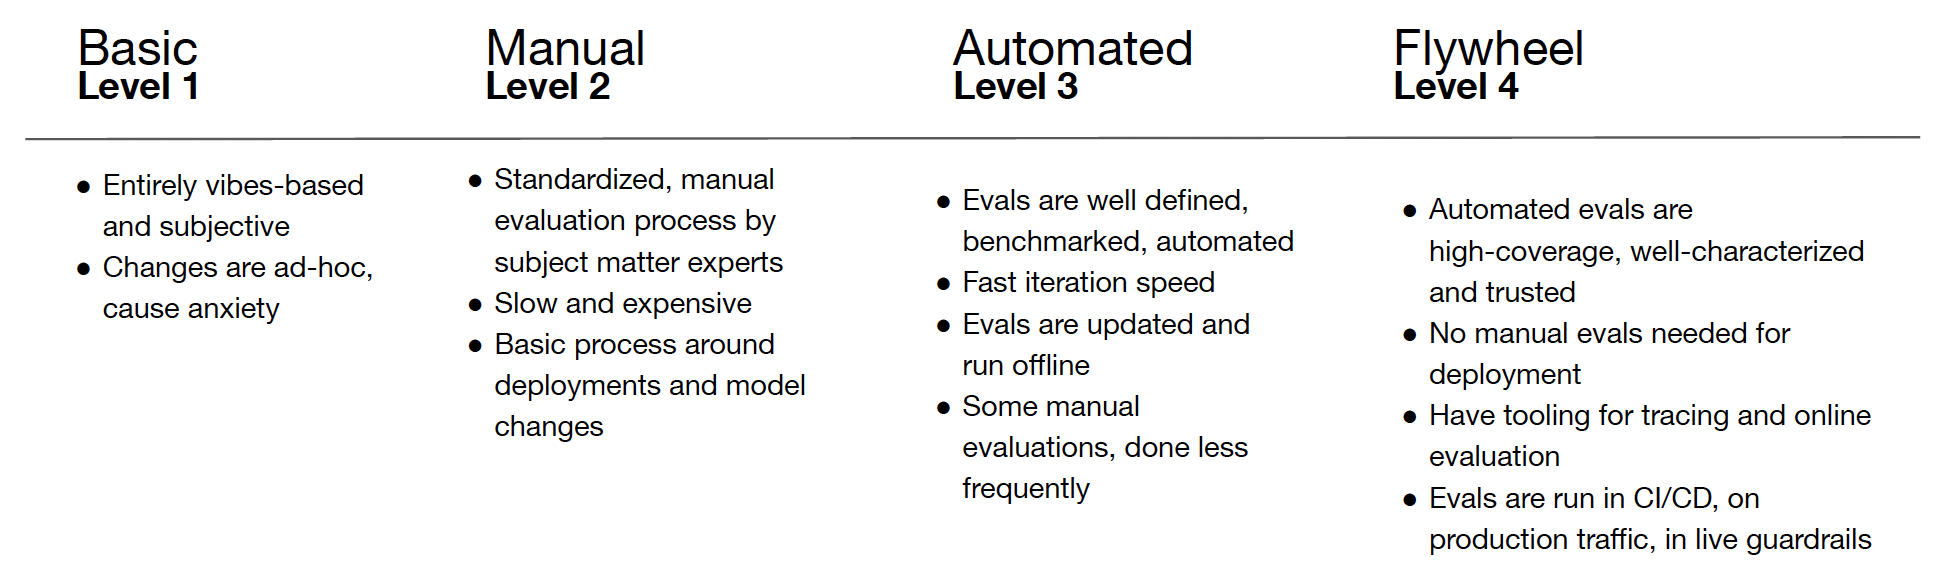 Basic
Level 1
● Entirely vibes-based
and subjective
● Changes are ad-hoc,
cause anxiety
Manual
Level 2
● Standardized, manual
evaluation process by
subject matter experts
● Slow and expensive
● Basic process around
deployments and model
changes
Automated
Level 3
● Evals are well defined,
benchmarked, automated
● Fast iteration speed
● Evals are updated and
run offline
● Some manual
evaluations, done less
frequently
Flywheel
Level 4
● Automated evals are
high-coverage, well-characterized
and trusted
● No manual evals needed for
deployment
● Have tooling for tracing and online
evaluation
● Evals are run in CI/CD, on
production traffic, in live guardrails